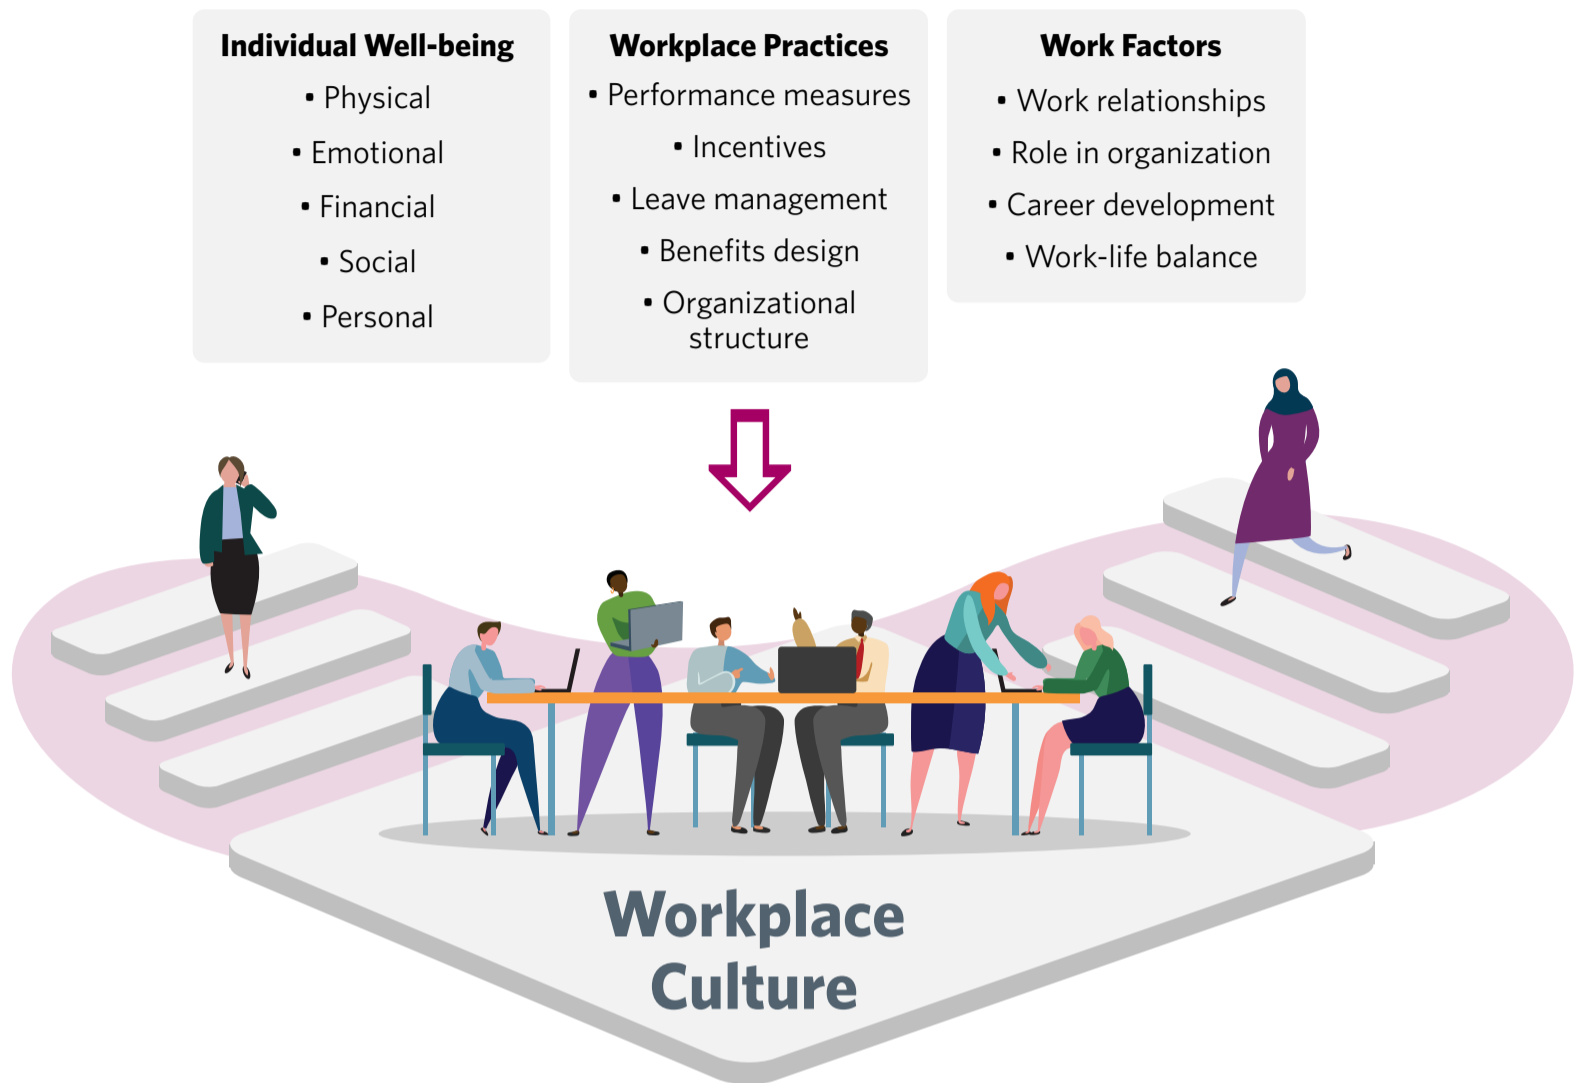 Individual Well-being
▪ Physical
▪ Emotional
▪ Financial
▪ Social
▪ Personal
Workplace Practices
▪ Performance measures
▪ Incentives
▪ Leave management
▪ Benefits design
▪ Organizational
structure
Work Factors
▪ Work relationships
▪ Role in organization
▪ Career development
▪ Work-life balance
Workplace
Culture